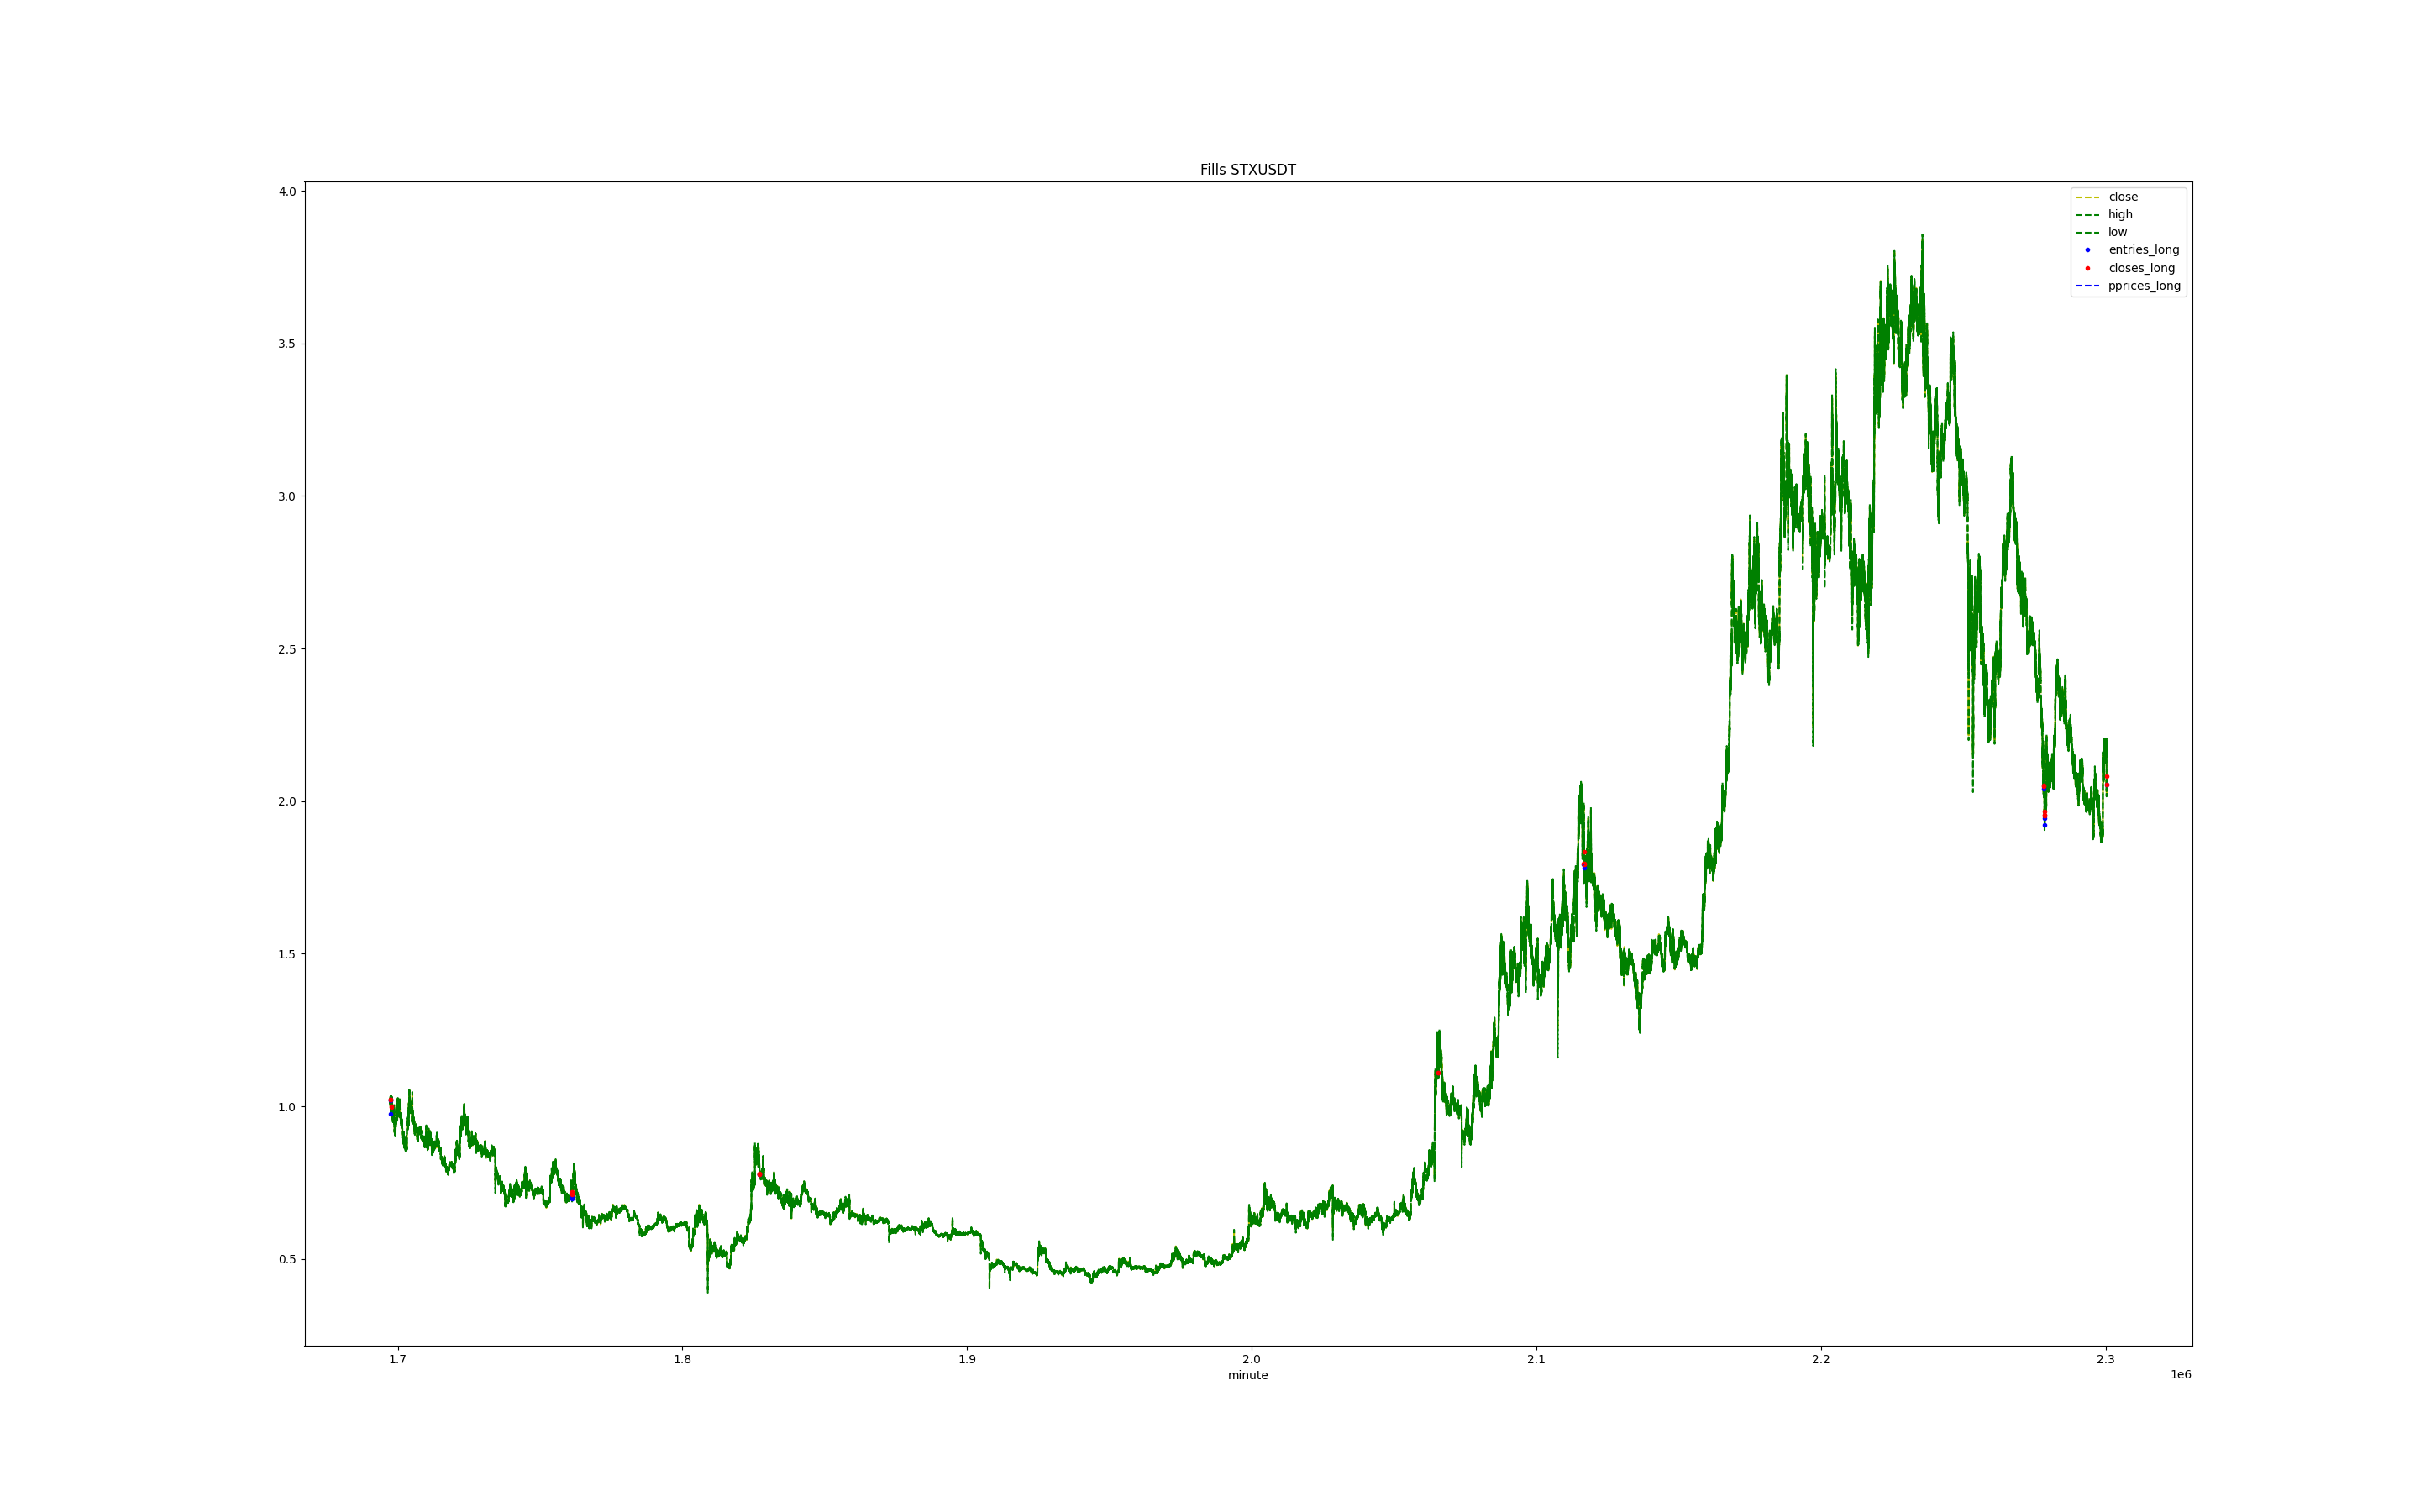 Fills STXUSDT
close
high
low
entries_long
closes_long
pprices_long
4.0
3.5
3.0
2.5
2.0
1.5
1.0
0.5
1.7 1.8 1.9 2.0 2.1 2.2 2.3
minute
1e6